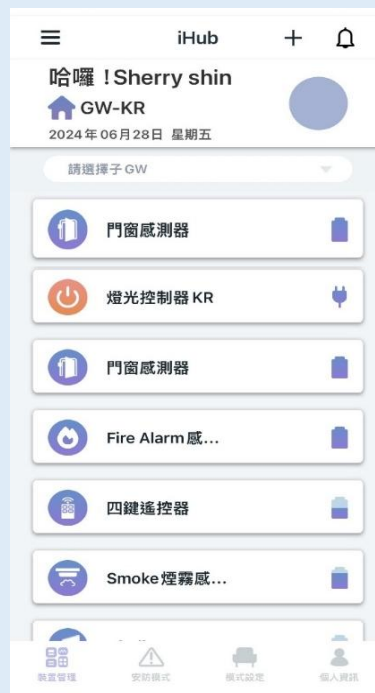 iHub
哈囉！Sherry shin
GW-KR
2024年06月28日 星期五
請選擇子GW
門窗感測器
燈光控制器KR
門窗感測器
Fire Alarm感...
四鍵遙控器
Smoke煙霧感...
裝置管理
安防模式
模式設定
個人資訊